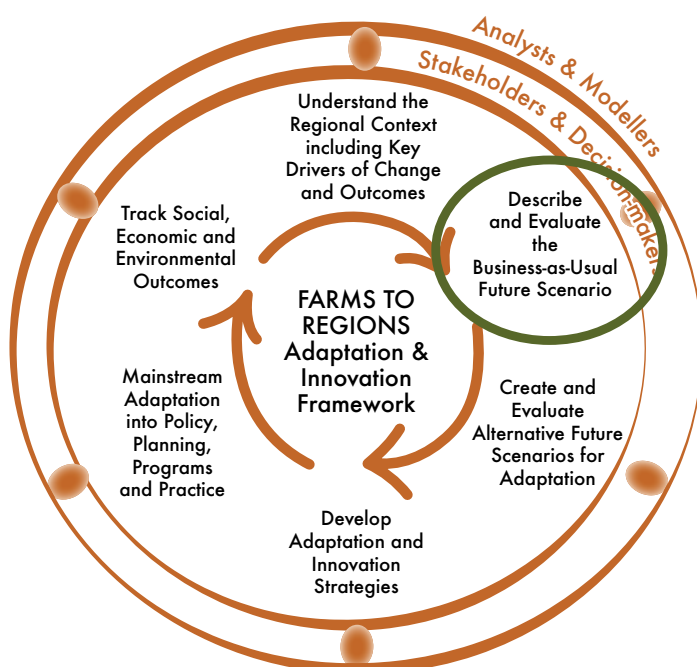 Analysts & Modellers
Stakeholders & Decision-makers
Understand the
Regional Context
including Key
Drivers of Change
and Outcomes
Describe
and Evaluate
the
Business-as-Usual
Future Scenario
Create and
Evaluate
Alternative Future
Scenarios for
Adaptation
Develop
Adaptation and
Innovation
Strategies
Mainstream
Adaptation
into Policy,
Planning,
Programs
and Practice
Track Social,
Economic and
Environmental
Outcomes
FARMS TO
REGIONS
Adaptation &
Innovation
Framework